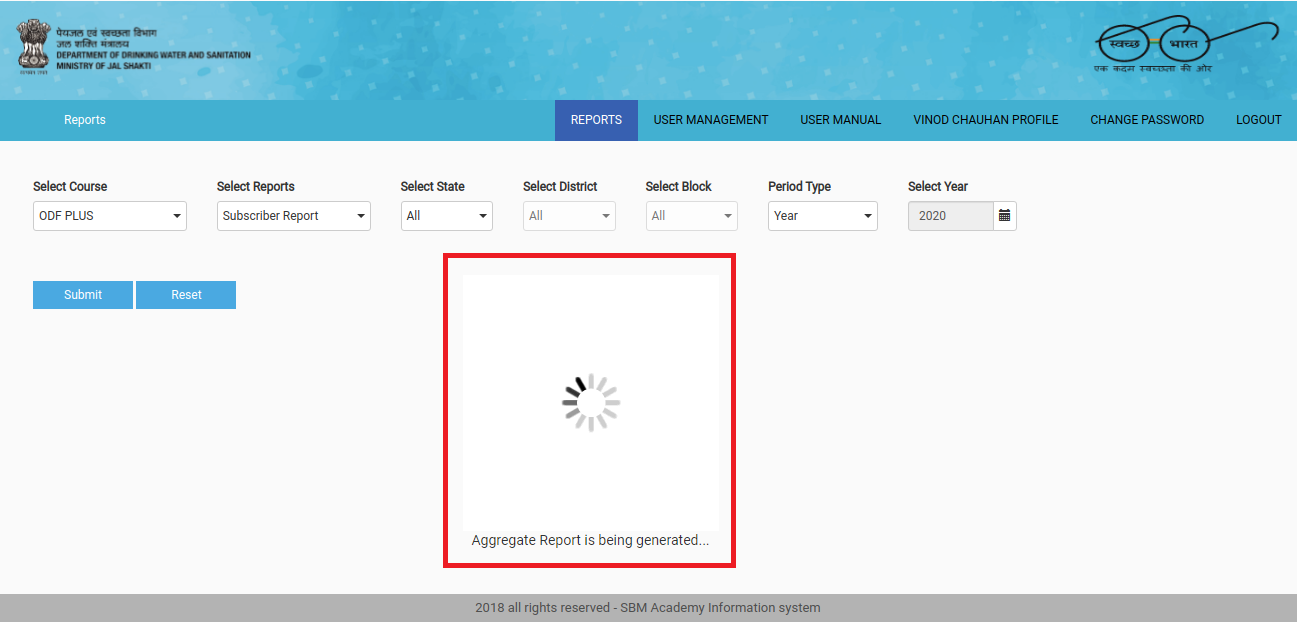 पेयजल एवं स्वच्छता विभाग
जल शक्ति मंत्रालय
DEPARTMENT OF DRINKING WATER AND SANITATION
MINISTRY OF JAL SHAKTI
स्वच्छ भारत
एक कदम स्वच्छता की ओर
Reports REPORTS USER MANAGEMENT USER MANUAL VINOD CHAUHAN PROFILE CHANGE PASSWORD LOGOUT
Select Course Select Reports Select State Select District Select Block Period Type Select Year
ODF PLUS Subscriber Report All All All Year 2020
Submit Reset
Aggregate Report is being generated...
2018 all rights reserved - SBM Academy Information system